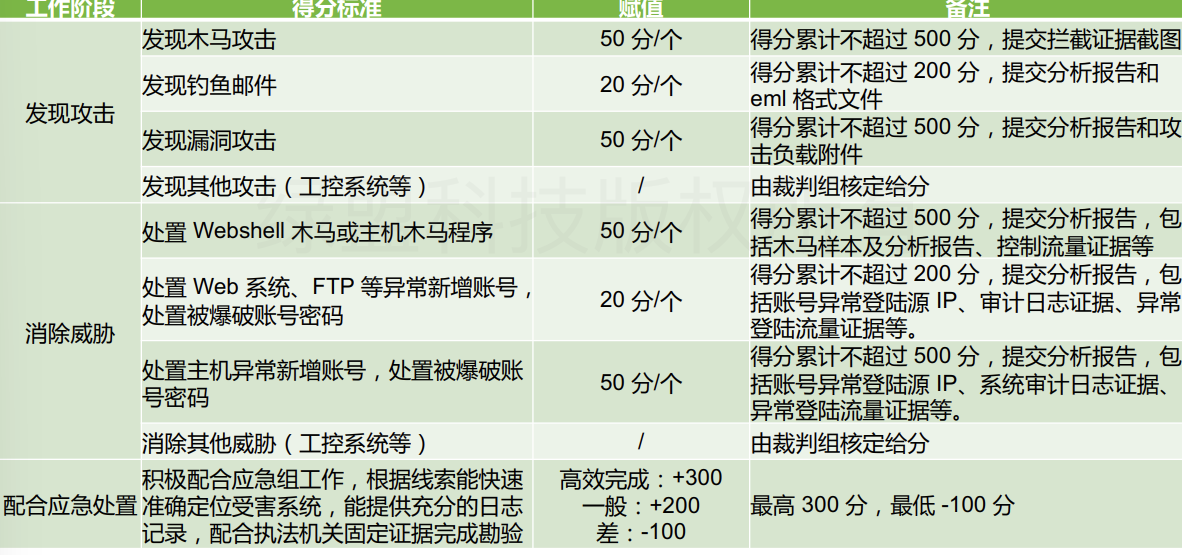 工作阶段 得分标准 赋值 备注
发现攻击
发现木马攻击 50 分/个 得分累计不超过 500 分，提交拦截证据截图
发现钓鱼邮件 20 分/个 得分累计不超过 200 分，提交分析报告和
eml 格式文件
发现漏洞攻击 50 分/个 得分累计不超过 500 分，提交分析报告和攻
击负载附件
发现其他攻击（工控系统等） / 由裁判组核定给分
消除威胁
处置 Webshell 木马或主机木马程序 50 分/个 得分累计不超过 500 分，提交分析报告，包
括木马样本及分析报告、控制流量证据等
处置 Web 系统、FTP 等异常新增账号，
处置被爆破账号密码
20 分/个
得分累计不超过 200 分，提交分析报告，包
括账号异常登陆源 IP、审计日志证据、异常
登陆流量证据等。
处置主机异常新增账号，处置被爆破账
号密码
50 分/个
得分累计不超过 500 分，提交分析报告，包
括账号异常登陆源 IP、系统审计日志证据、
异常登陆流量证据等。
消除其他威胁（工控系统等） / 由裁判组核定给分
配合应急处置
积极配合应急组工作，根据线索能快速
准确定位受害系统，能提供充分的日志
记录，配合执法机关固定证据完成勘验
高效完成：+300
一般：+200
差：-100
最高 300 分，最低 -100 分
绿盟科技版权